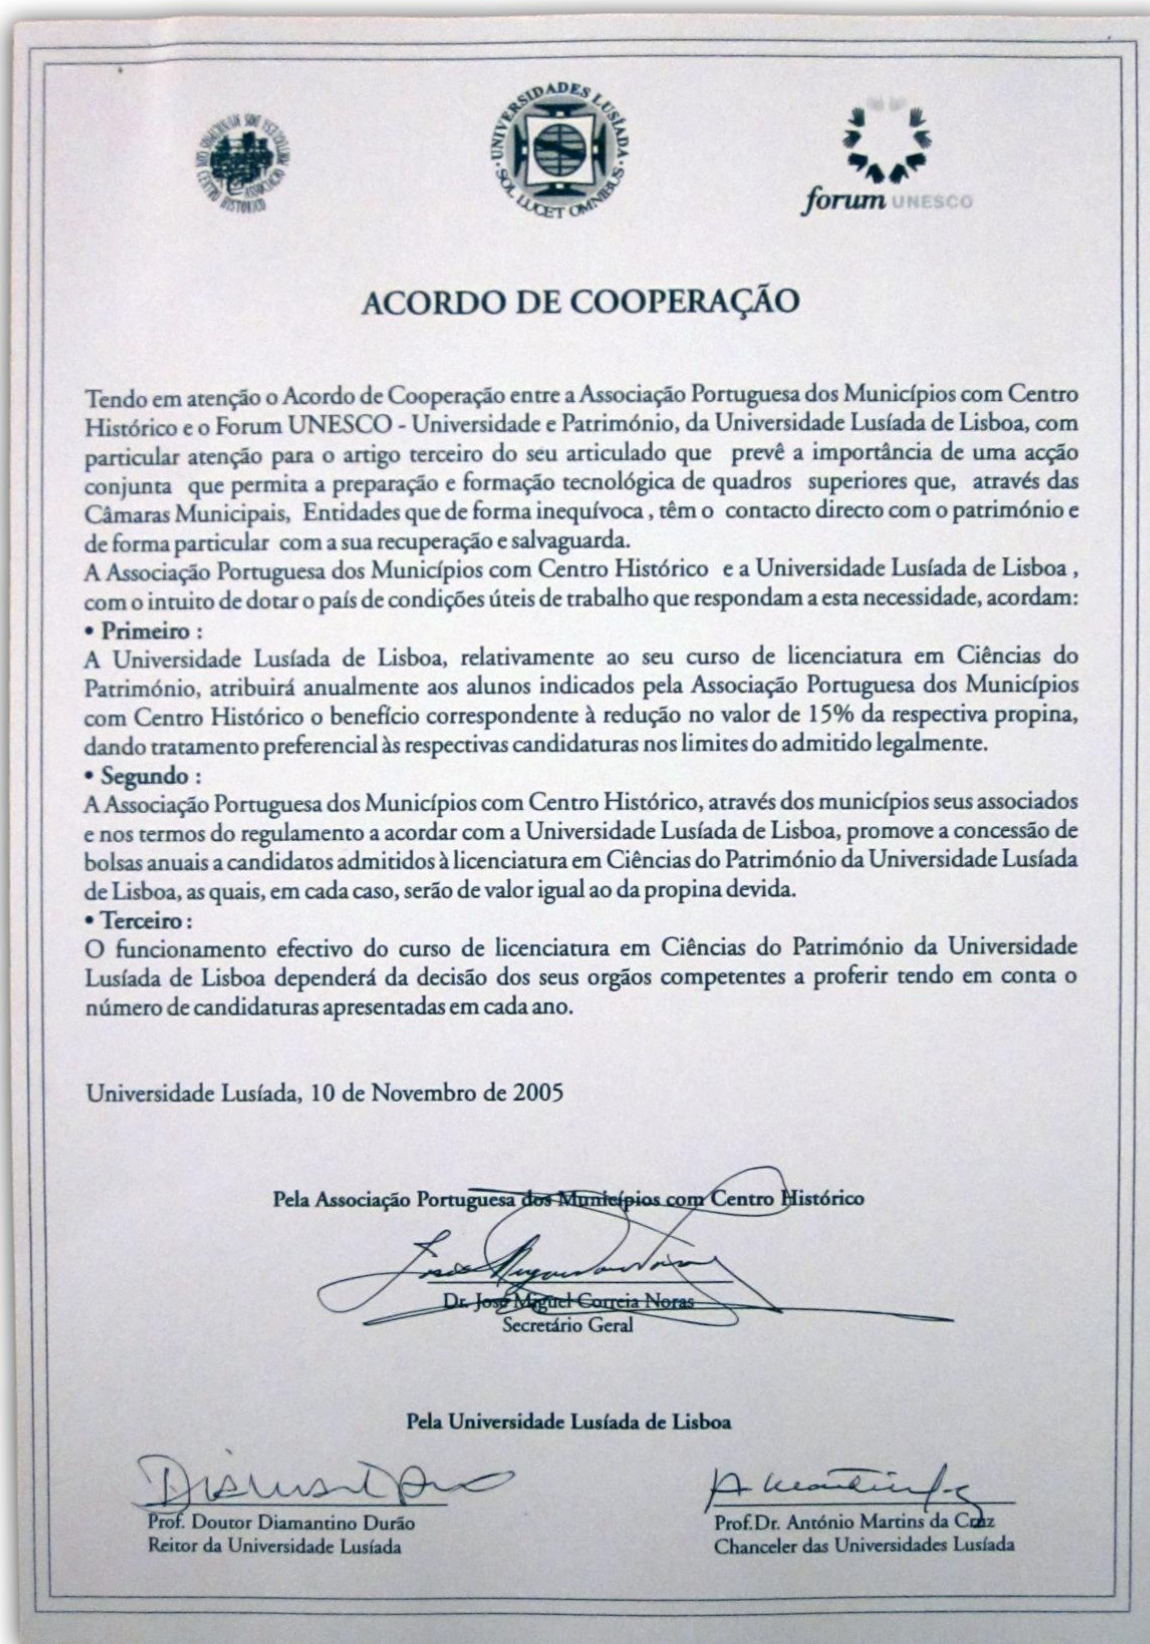 UNIVERSIDADES LUSÍADA
SOL LUCET OMNIBUS
forum UNESCO
ACORDO DE COOPERAÇÃO
Tendo em atenção o Acordo de Cooperação entre a Associação Portuguesa dos Municípios com Centro
Histórico e o Forum UNESCO - Universidade e Património, da Universidade Lusíada de Lisboa, com
particular atenção para o artigo terceiro do seu articulado que prevê a importância de uma acção
conjunta que permita a preparação e formação tecnológica de quadros superiores que, através das
Câmaras Municipais, Entidades que de forma inequívoca , têm o contacto directo com o património e
de forma particular com a sua recuperação e salvaguarda.
A Associação Portuguesa dos Municípios com Centro Histórico e a Universidade Lusíada de Lisboa ,
com o intuito de dotar o país de condições úteis de trabalho que respondam a esta necessidade, acordam:
• Primeiro :
A Universidade Lusíada de Lisboa, relativamente ao seu curso de licenciatura em Ciências do
Património, atribuirá anualmente aos alunos indicados pela Associação Portuguesa dos Municípios
com Centro Histórico o benefício correspondente à redução no valor de 15% da respectiva propina,
dando tratamento preferencial às respectivas candidaturas nos limites do admitido legalmente.
• Segundo :
A Associação Portuguesa dos Municípios com Centro Histórico, através dos municípios seus associados
e nos termos do regulamento a acordar com a Universidade Lusíada de Lisboa, promove a concessão de
bolsas anuais a candidatos admitidos à licenciatura em Ciências do Património da Universidade Lusíada
de Lisboa, as quais, em cada caso, serão de valor igual ao da propina devida.
• Terceiro :
O funcionamento efectivo do curso de licenciatura em Ciências do Património da Universidade
Lusíada de Lisboa dependerá da decisão dos seus orgãos competentes a proferir tendo em conta o
número de candidaturas apresentadas em cada ano.
Universidade Lusíada, 10 de Novembro de 2005
Pela Associação Portuguesa dos Municípios com Centro Histórico
Dr. José Miguel Correia Noras
Secretário Geral
Pela Universidade Lusíada de Lisboa
Prof. Doutor Diamantino Durão
Reitor da Universidade Lusíada
Prof.Dr. António Martins da Cruz
Chanceler das Universidades Lusíada